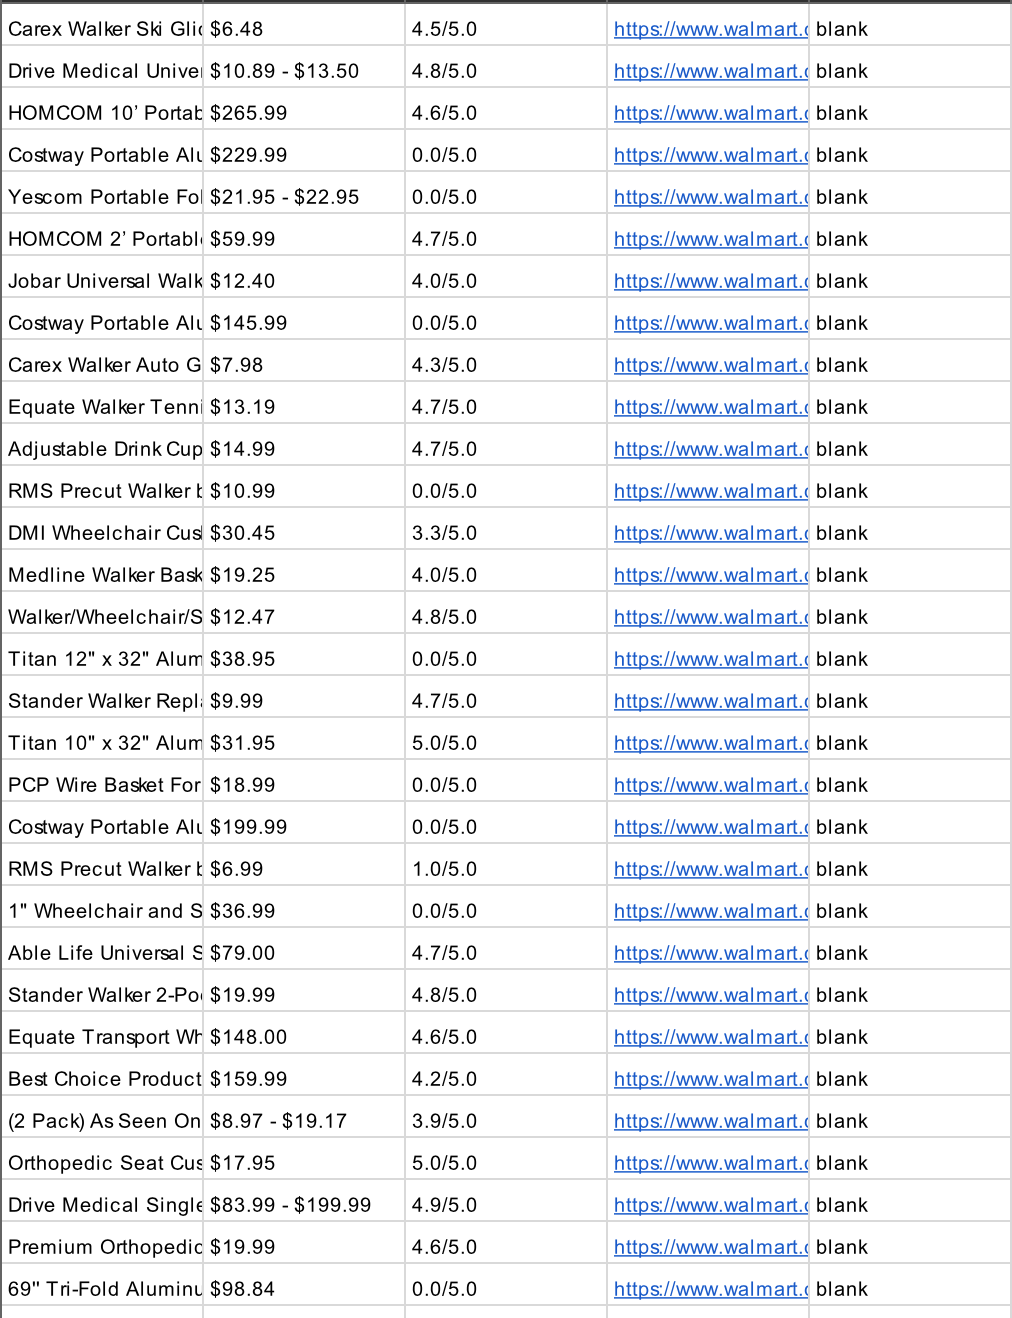 Carex Walker Ski Glid $6.48 4.5/5.0 https://www.walmart.c blank
Drive Medical Univer $10.89 - $13.50 4.8/5.0 https://www.walmart.c blank
HOMCOM 10’ Portab $265.99 4.6/5.0 https://www.walmart.c blank
Costway Portable Alu $229.99 0.0/5.0 https://www.walmart.c blank
Yescom Portable Fol $21.95 - $22.95 0.0/5.0 https://www.walmart.c blank
HOMCOM 2’ Portabl $59.99 4.7/5.0 https://www.walmart.c blank
Jobar Universal Walk $12.40 4.0/5.0 https://www.walmart.c blank
Costway Portable Alu $145.99 0.0/5.0 https://www.walmart.c blank
Carex Walker Auto G $7.98 4.3/5.0 https://www.walmart.c blank
Equate Walker Tenni $13.19 4.7/5.0 https://www.walmart.c blank
Adjustable Drink Cup $14.99 4.7/5.0 https://www.walmart.c blank
RMS Precut Walker b $10.99 0.0/5.0 https://www.walmart.c blank
DMI Wheelchair Cus $30.45 3.3/5.0 https://www.walmart.c blank
Medline Walker Bask $19.25 4.0/5.0 https://www.walmart.c blank
Walker/Wheelchair/S $12.47 4.8/5.0 https://www.walmart.c blank
Titan 12" x 32" Alum $38.95 0.0/5.0 https://www.walmart.c blank
Stander Walker Repl $9.99 4.7/5.0 https://www.walmart.c blank
Titan 10" x 32" Alum $31.95 5.0/5.0 https://www.walmart.c blank
PCP Wire Basket For $18.99 0.0/5.0 https://www.walmart.c blank
Costway Portable Alu $199.99 0.0/5.0 https://www.walmart.c blank
RMS Precut Walker b $6.99 1.0/5.0 https://www.walmart.c blank
1" Wheelchair and S $36.99 0.0/5.0 https://www.walmart.c blank
Able Life Universal S $79.00 4.7/5.0 https://www.walmart.c blank
Stander Walker 2-Po $19.99 4.8/5.0 https://www.walmart.c blank
Equate Transport Wh $148.00 4.6/5.0 https://www.walmart.c blank
Best Choice Product $159.99 4.2/5.0 https://www.walmart.c blank
(2 Pack) As Seen On $8.97 - $19.17 3.9/5.0 https://www.walmart.c blank
Orthopedic Seat Cus $17.95 5.0/5.0 https://www.walmart.c blank
Drive Medical Single $83.99 - $199.99 4.9/5.0 https://www.walmart.c blank
Premium Orthopedic $19.99 4.6/5.0 https://www.walmart.c blank
69" Tri-Fold Aluminu $98.84 0.0/5.0 https://www.walmart.c blank